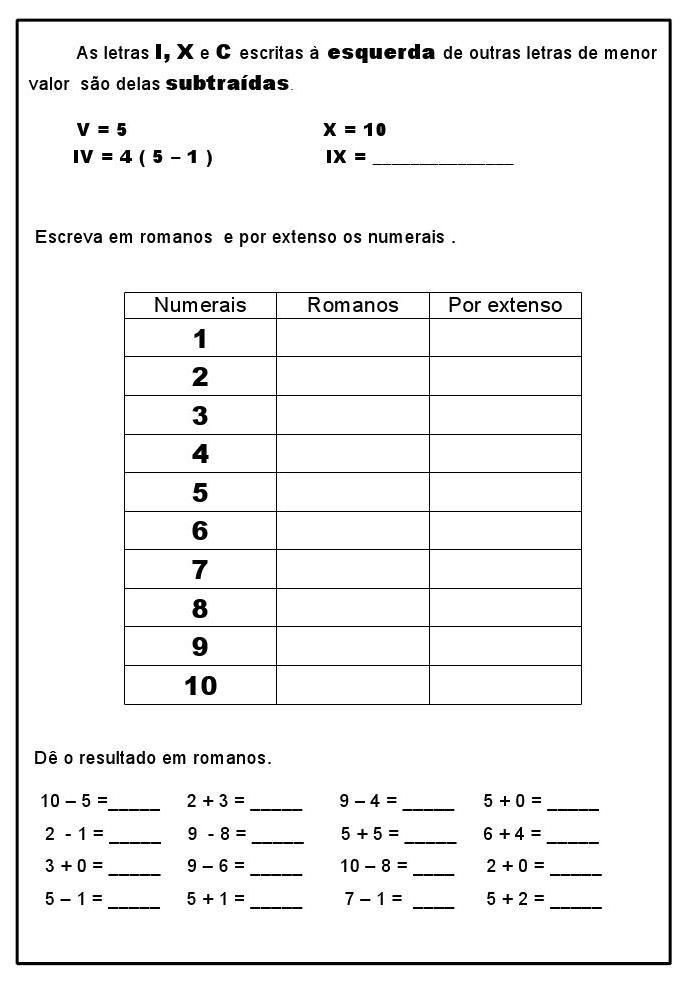 As letras I, X e C escritas à esquerda de outras letras de menor
valor são delas subtraídas.
V = 5 X = 10
IV = 4 ( 5 – 1 ) IX = _______________
Escreva em romanos e por extenso os numerais .
Numerais Romanos Por extenso
1
2
3
4
5
6
7
8
9
10
Dê o resultado em romanos.
10 – 5 =_____ 2 + 3 = _____ 9 – 4 = _____ 5 + 0 = _____
2 - 1 = _____ 9 - 8 = _____ 5 + 5 = _____ 6 + 4 = _____
3 + 0 = _____ 9 – 6 = _____ 10 – 8 = ____ 2 + 0 = _____
5 – 1 = _____ 5 + 1 = _____ 7 – 1 = ____ 5 + 2 = _____